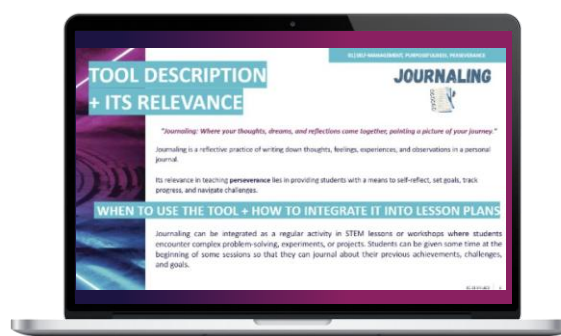 01|SELF-MANAGEMENT, PURPOSEFULNESS, PERSEVERANCE
TOOL DESCRIPTION
+ ITS RELEVANCE
JOURNALING
"Journaling: Where your thoughts, dreams, and reflections come together, painting a picture of your journey."
Journaling is a reflective practice of writing down thoughts, feelings, experiences, and observations in a personal
journal.
Its relevance in teaching perseverance lies in providing students with a means to self-reflect, set goals, track
progress, and navigate challenges.
WHEN TO USE THE TOOL + HOW TO INTEGRATE IT INTO LESSON PLANS
Journaling can be integrated as a regular activity in STEM lessons or workshops where students
encounter complex problem-solving, experiments, or projects. Students can be given some time at the
beginning of some sessions so that they can journal about their previous achievements, challenges,
and goals.